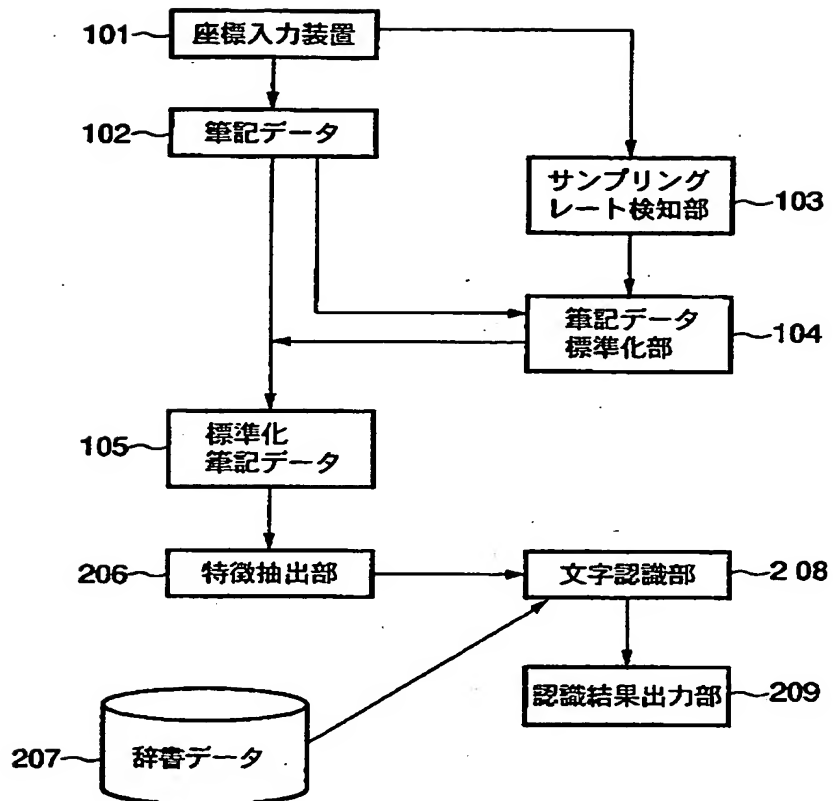 101
座標入力装置
102
筆記データ
サンプリング
レート検知部
103
筆記データ
標準化部
104
105
標準化
筆記データ
206
特徴抽出部
文字認識部
208
認識結果出力部
209
207
辞書データ